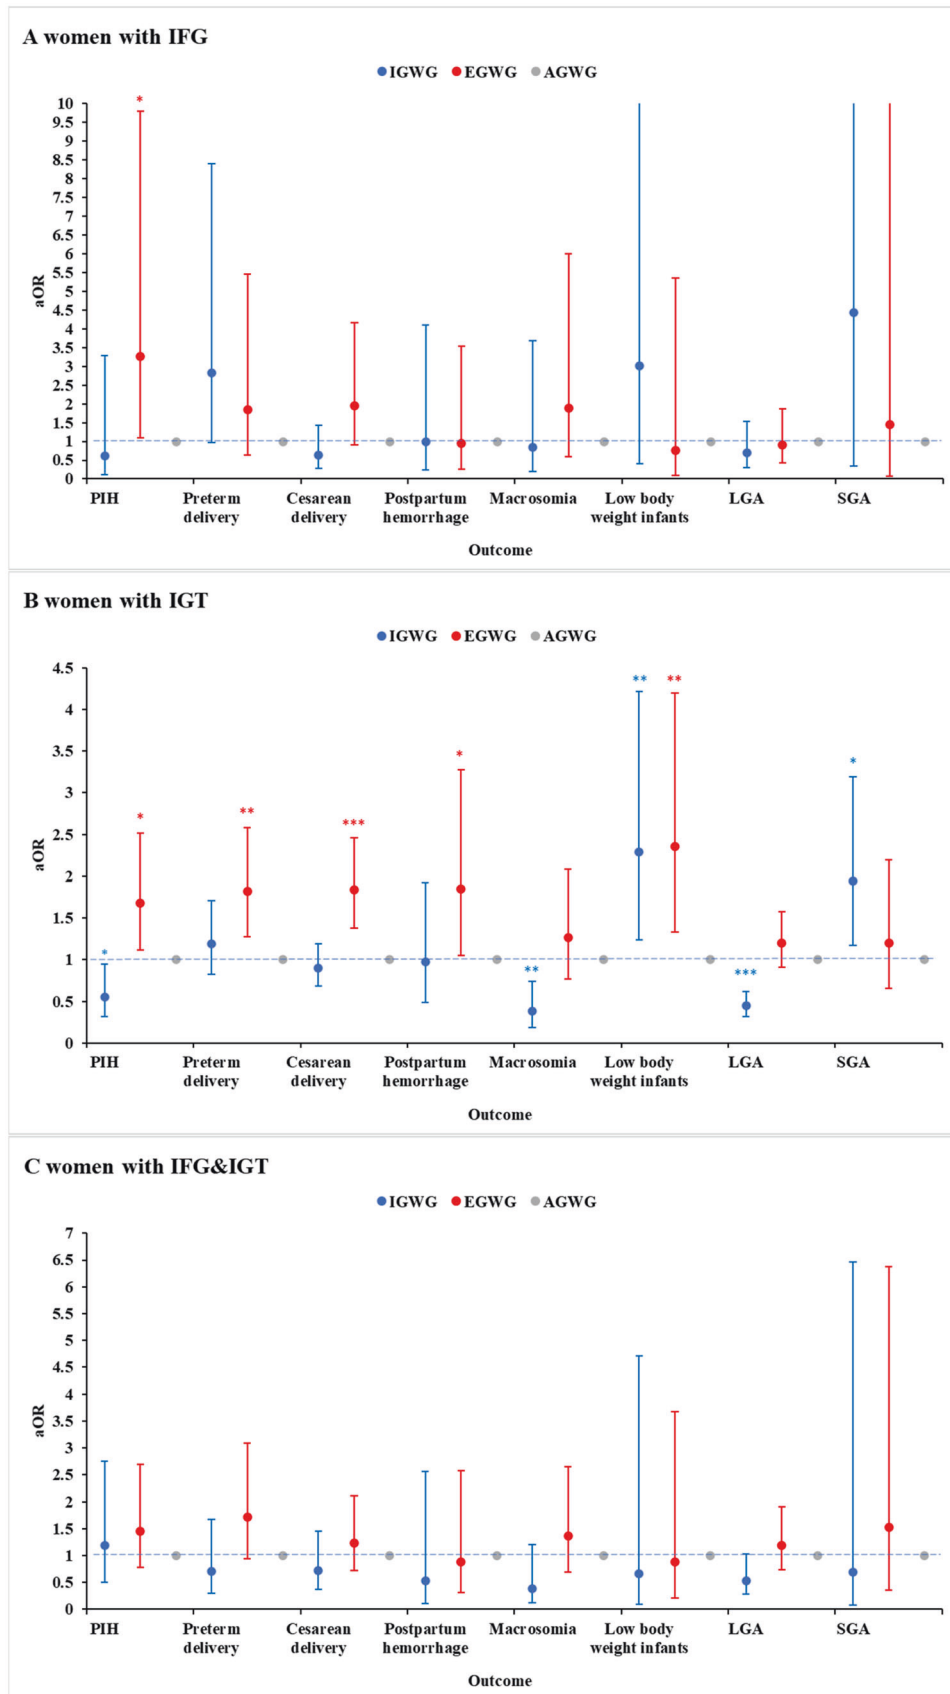 A women with IFG
IGWG EGWG AGWG
*
10
9.5
9
8.5
8
7.5
7
6.5
6
5.5
5
4.5
4
3.5
3
2.5
2
1.5
1
0.5
0
aOR
PIH Preterm Cesarean Postpartum Macrosomia Low body LGA SGA
delivery delivery hemorrhage weight infants
Outcome
B women with IGT
IGWG EGWG AGWG
4.5
4
3.5
3
2.5
2
1.5
1
0.5
0
aOR
* * ** *** * ** ** ** *** *
PIH Preterm Cesarean Postpartum Macrosomia Low body LGA SGA
delivery delivery hemorrhage weight infants
Outcome
C women with IFG&IGT
IGWG EGWG AGWG
7
6.5
6
5.5
5
4.5
4
3.5
3
2.5
2
1.5
1
0.5
0
aOR
PIH Preterm Cesarean Postpartum Macrosomia Low body LGA SGA
delivery delivery hemorrhage weight infants
Outcome